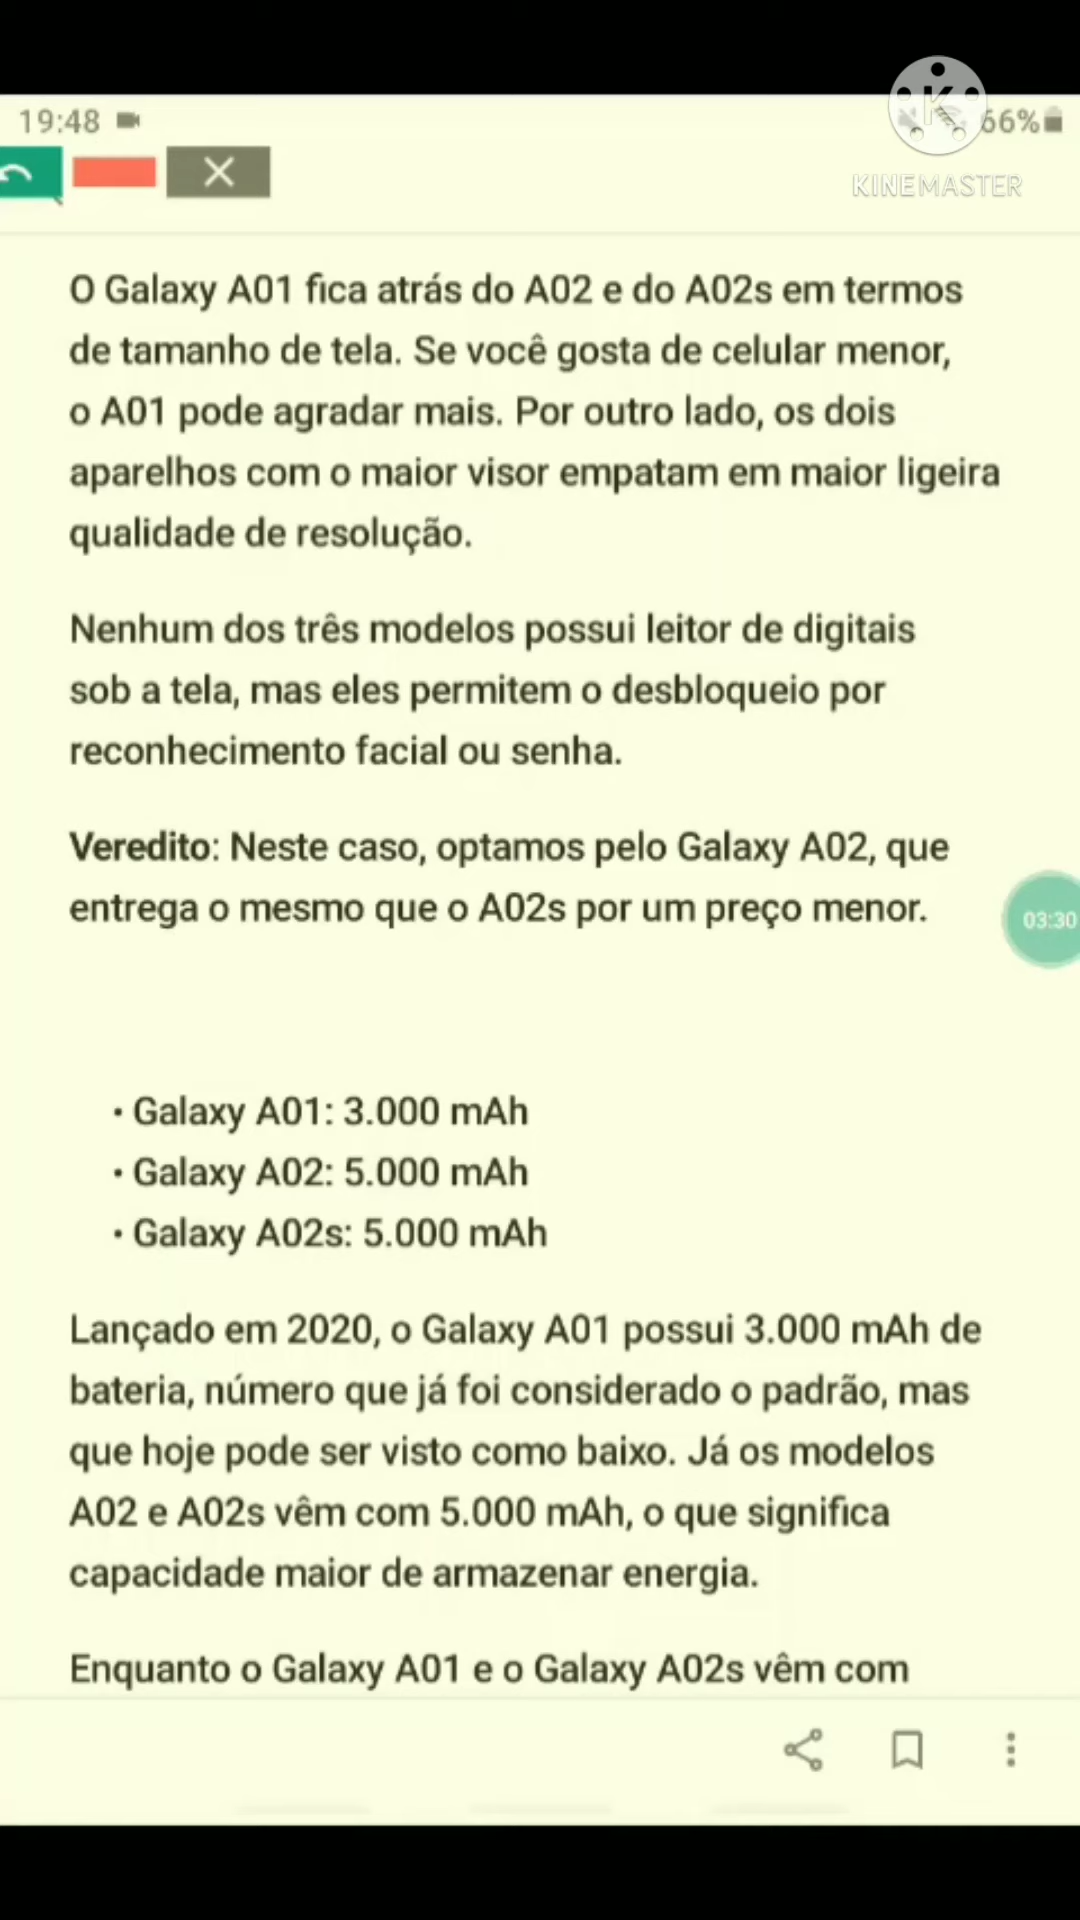 19:48
66%
KINEMASTER
O Galaxy A01 fica atrás do A02 e do A02s em termos
de tamanho de tela. Se você gosta de celular menor,
o A01 pode agradar mais. Por outro lado, os dois
aparelhos com o maior visor empatam em maior ligeira
qualidade de resolução.
Nenhum dos três modelos possui leitor de digitais
sob a tela, mas eles permitem o desbloqueio por
reconhecimento facial ou senha.
Veredito: Neste caso, optamos pelo Galaxy A02, que
entrega o mesmo que o A02s por um preço menor.
03:30
• Galaxy A01: 3.000 mAh
• Galaxy A02: 5.000 mAh
• Galaxy A02s: 5.000 mAh
Lançado em 2020, o Galaxy A01 possui 3.000 mAh de
bateria, número que já foi considerado o padrão, mas
que hoje pode ser visto como baixo. Já os modelos
A02 e A02s vêm com 5.000 mAh, o que significa
capacidade maior de armazenar energia.
Enquanto o Galaxy A01 e o Galaxy A02s vêm com